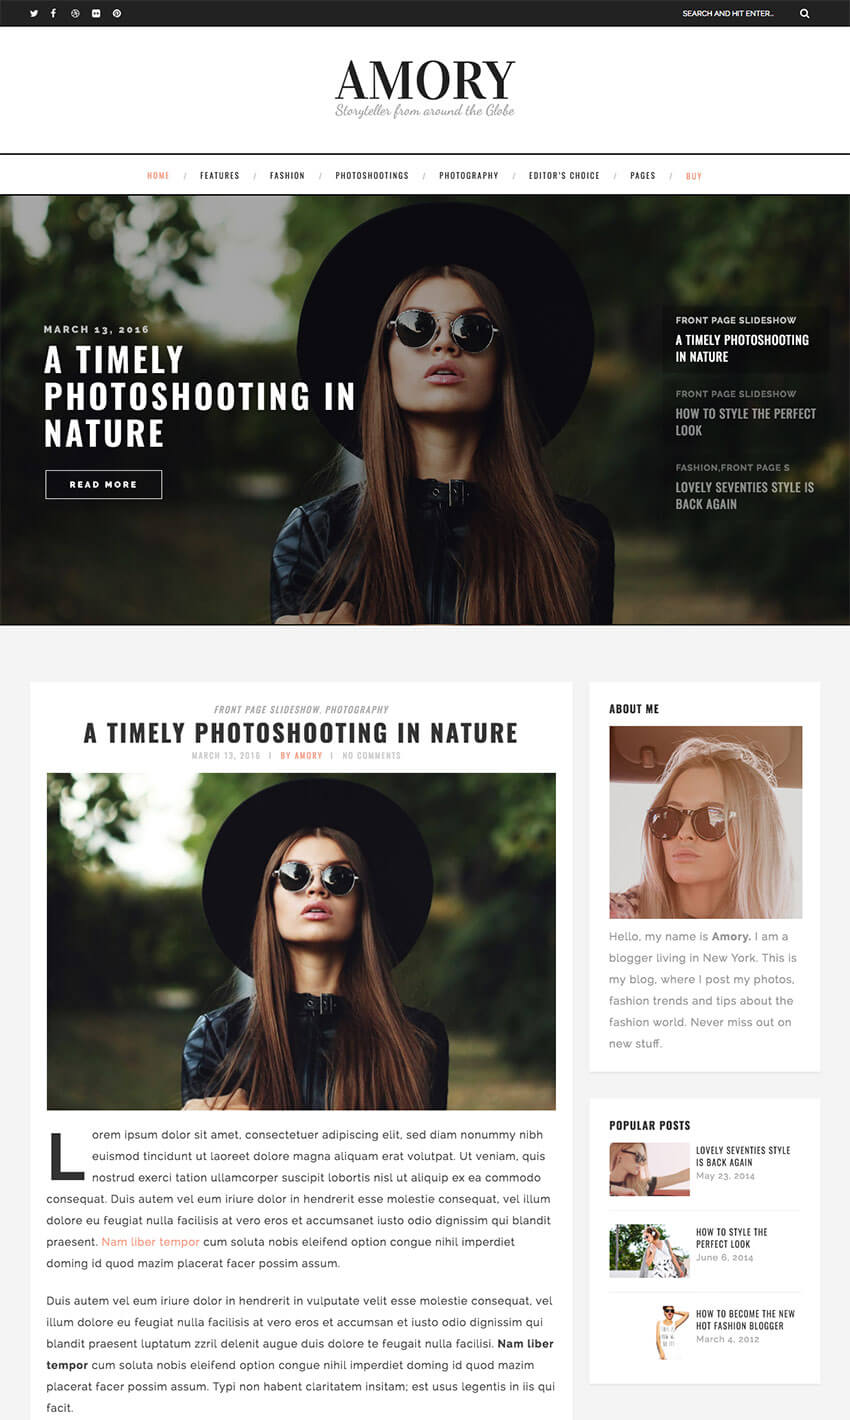 SEARCH AND HIT ENTER..
AMORY
Storyteller from around the Globe
HOME / FEATURES / FASHION / PHOTOSHOOTINGS / PHOTOGRAPHY / EDITOR'S CHOICE / PAGES / BUY
MARCH 13, 2016
A TIMELY
PHOTOSHOOTING IN
NATURE
READ MORE
FRONT PAGE SLIDESHOW
A TIMELY PHOTOSHOOTING
IN NATURE
FRONT PAGE SLIDESHOW
HOW TO STYLE THE PERFECT
LOOK
FASHION,FRONT PAGE S
LOVELY SEVENTIES STYLE IS
BACK AGAIN
FRONT PAGE SLIDESHOW, PHOTOGRAPHY
A TIMELY PHOTOSHOOTING IN NATURE
MARCH 13, 2016 | BY AMORY | NO COMMENTS
Lorem ipsum dolor sit amet, consectetuer adipiscing elit, sed diam nonummy nibh
euismod tincidunt ut laoreet dolore magna aliquam erat volutpat. Ut veniam, quis
nostrud exerci tation ullamcorper suscipit lobortis nisl ut aliquip ex ea commodo
consequat. Duis autem vel eum iriure dolor in hendrerit esse molestie consequat, vel illum
dolore eu feugiat nulla facilisis at vero eros et accumsanet iusto odio dignissim qui blandit
praesent. Nam liber tempor cum soluta nobis eleifend option congue nihil imperdiet
doming id quod mazim placerat facer possim assum.
Duis autem vel eum iriure dolor in hendrerit in vulputate velit esse molestie consequat, vel
illum dolore eu feugiat nulla facilisis at vero eros et accumsan et iusto odio dignissim qui
blandit praesent luptatum zzril delenit augue duis dolore te feugait nulla facilisi. Nam liber
tempor cum soluta nobis eleifend option congue nihil imperdiet doming id quod mazim
placerat facer possim assum. Typi non habent claritatem insitam; est usus legentis in iis qui
facit.
ABOUT ME
Hello, my name is Amory. I am a
blogger living in New York. This is
my blog, where I post my photos,
fashion trends and tips about the
fashion world. Never miss out on
new stuff.
POPULAR POSTS
LOVELY SEVENTIES STYLE
IS BACK AGAIN
May 23, 2014
HOW TO STYLE THE
PERFECT LOOK
June 6, 2014
HOW TO BECOME THE NEW
HOT FASHION BLOGGER
March 4, 2012